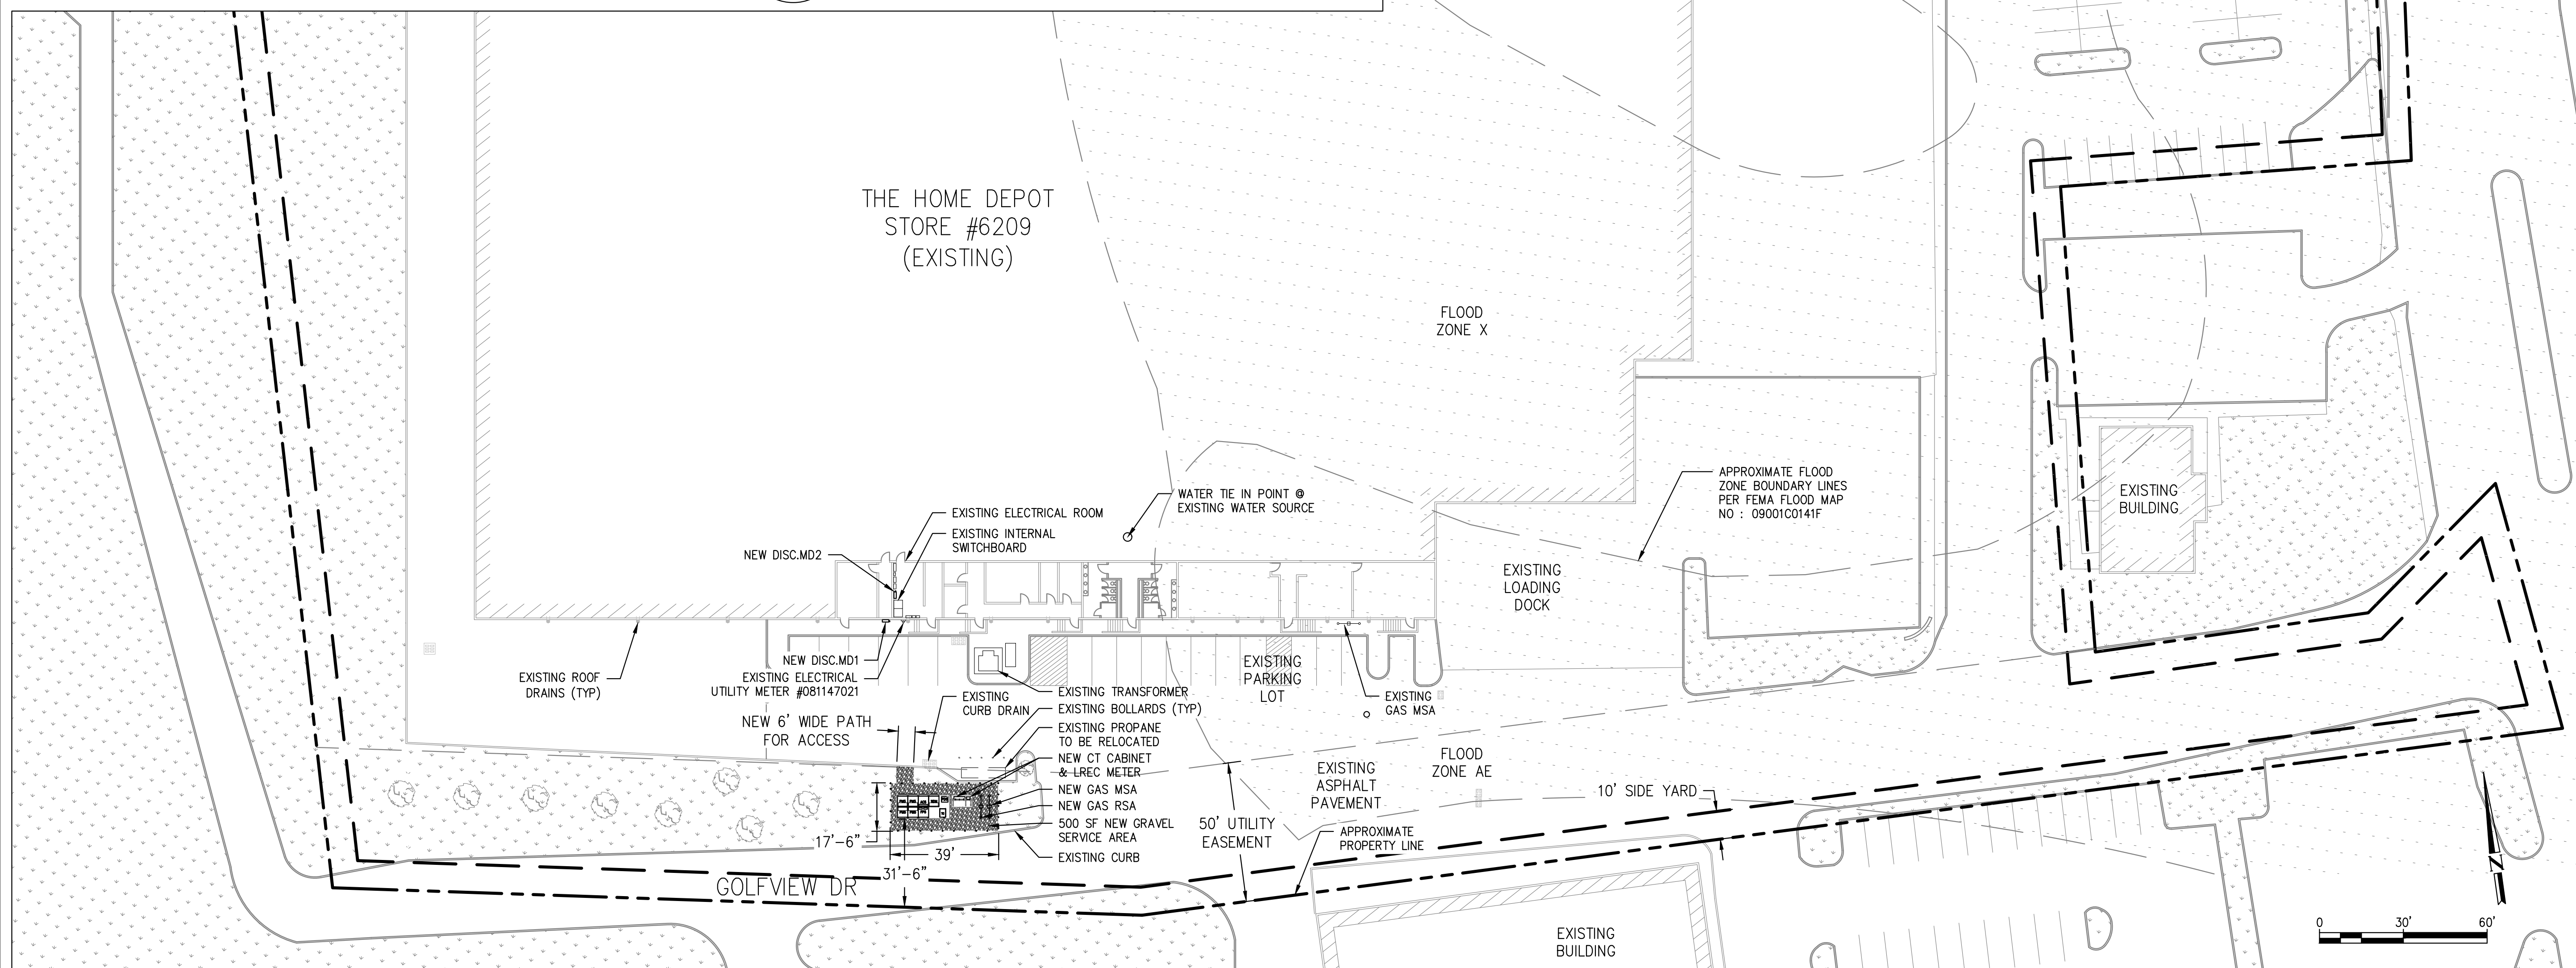 THE HOME DEPOT
STORE #6209
(EXISTING)
FLOOD
ZONE X
APPROXIMATE FLOOD
ZONE BOUNDARY LINES
PER FEMA FLOOD MAP
NO : 09001C0141F
EXISTING
BUILDING
WATER TIE IN POINT @
EXISTING WATER SOURCE
EXISTING ELECTRICAL ROOM
EXISTING INTERNAL
SWITCHBOARD
NEW DISC.MD2
EXISTING
LOADING
DOCK
NEW DISC.MD1
EXISTING ELECTRICAL
UTILITY METER #081147021
EXISTING ROOF
DRAINS (TYP)
EXISTING
PARKING
LOT
EXISTING
GAS MSA
NEW 6' WIDE PATH
FOR ACCESS
EXISTING
CURB DRAIN
EXISTING TRANSFORMER
EXISTING BOLLARDS (TYP)
EXISTING PROPANE
TO BE RELOCATED
NEW CT CABINET
& LREC METER
NEW GAS MSA
NEW GAS RSA
500 SF NEW GRAVEL
SERVICE AREA
EXISTING CURB
FLOOD
ZONE AE
EXISTING
ASPHALT
PAVEMENT
10' SIDE YARD
50' UTILITY
EASEMENT
APPROXIMATE
PROPERTY LINE
17'-6"
39'
31'-6"
GOLFVIEW DR
EXISTING
BUILDING
N
0 30' 60'